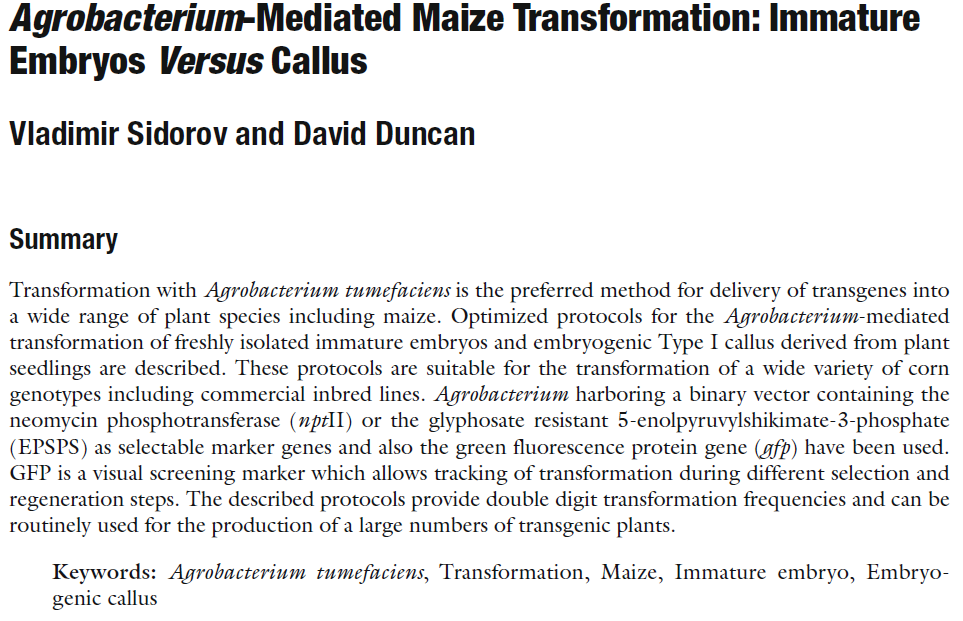 Agrobacterium-Mediated Maize Transformation: Immature
Embryos Versus Callus
Vladimir Sidorov and David Duncan
Summary
Transformation with Agrobacterium tumefaciens is the preferred method for delivery of transgenes into
a wide range of plant species including maize. Optimized protocols for the Agrobacterium-mediated
transformation of freshly isolated immature embryos and embryogenic Type I callus derived from plant
seedlings are described. These protocols are suitable for the transformation of a wide variety of corn
genotypes including commercial inbred lines. Agrobacterium harboring a binary vector containing the
neomycin phosphotransferase (nptII) or the glyphosate resistant 5-enolpyruvylshikimate-3-phosphate
(EPSPS) as selectable marker genes and also the green fluorescence protein gene (gfp) have been used.
GFP is a visual screening marker which allows tracking of transformation during different selection and
regeneration steps. The described protocols provide double digit transformation frequencies and can be
routinely used for the production of a large numbers of transgenic plants.
Keywords: Agrobacterium tumefaciens, Transformation, Maize, Immature embryo, Embryo-
genic callus